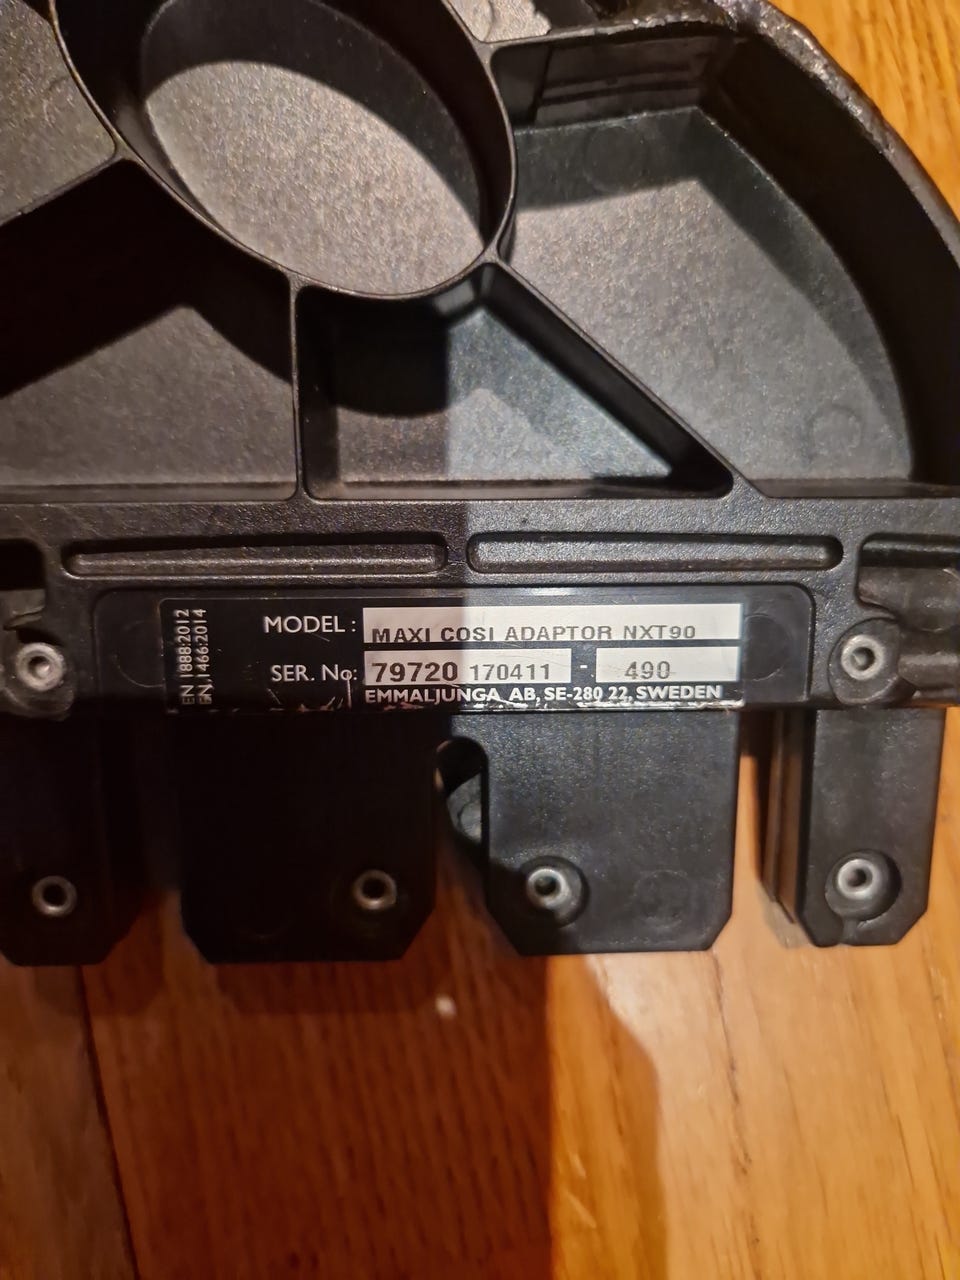 EN 1888:2012
EN 1466:2014
MODEL: MAXI COSI ADAPTOR NXT90
SER. No: 79720 170411 - 490
EMMALJUNGA AB, SE-280 22, SWEDEN